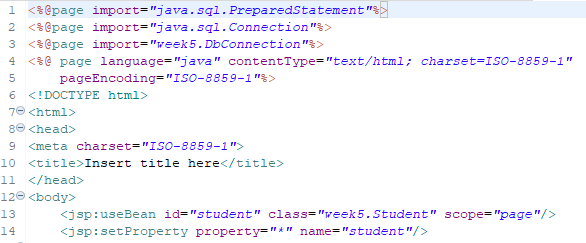 1 <%@page import="java.sql.PreparedStatement"%>
2 <%@page import="java.sql.Connection"%>
3 <%@page import="week5.DbConnection"%>
4 <%@ page language="java" contentType="text/html; charset=ISO-8859-1"
5     pageEncoding="ISO-8859-1"%>
6 <!DOCTYPE html>
7 <html>
8 <head>
9 <meta charset="ISO-8859-1">
10 <title>Insert title here</title>
11 </head>
12 <body>
13     <jsp:useBean id="student" class="week5.Student" scope="page"/>
14     <jsp:setProperty property="*" name="student"/>